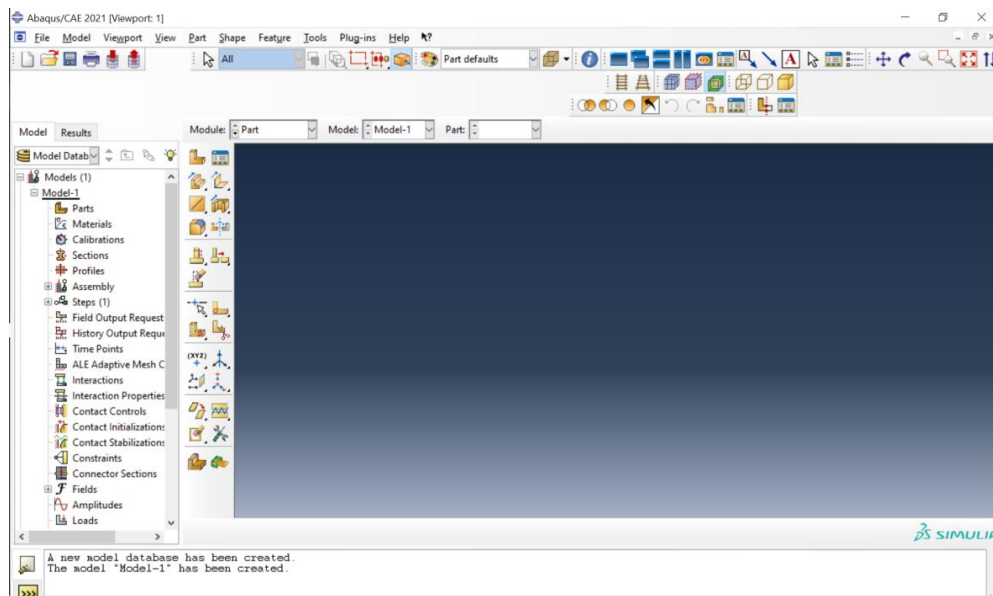 Abaqus/CAE 2021 [Viewport: 1]
File Model Viewport View Part Shape Feature Tools Plug-ins Help
All
Part defaults
A
Model Results
Module: Part Model: Model-1 Part:
Model Datab
Models (1)
Model-1
Parts
Materials
Calibrations
Sections
Profiles
Assembly
Steps (1)
Field Output Request
History Output Reque
Time Points
ALE Adaptive Mesh C
Interactions
Interaction Properties
Contact Controls
Contact Initializations
Contact Stabilizations
Constraints
Connector Sections
Fields
Amplitudes
Loads
(XYZ)
SIMULIA
A new model database has been created.
The model "Model-1" has been created.
>>>